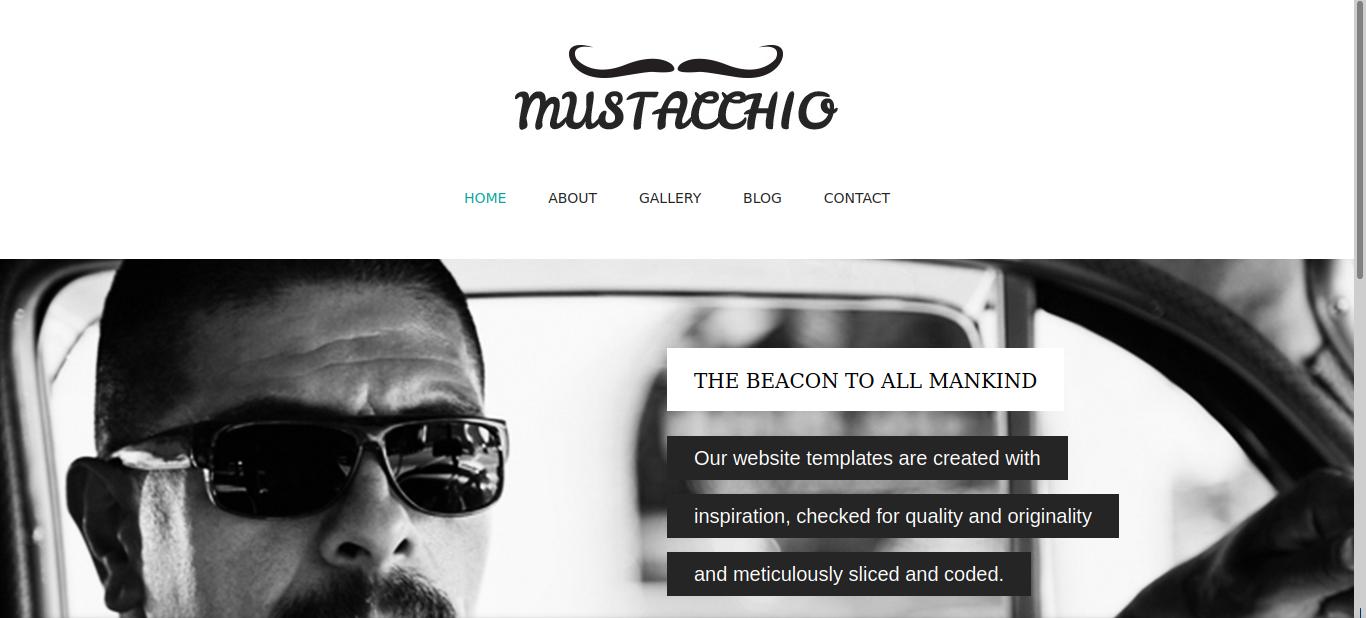 MUSTACCHIO
HOME ABOUT GALLERY BLOG CONTACT
THE BEACON TO ALL MANKIND
Our website templates are created with
inspiration, checked for quality and originality
and meticulously sliced and coded.